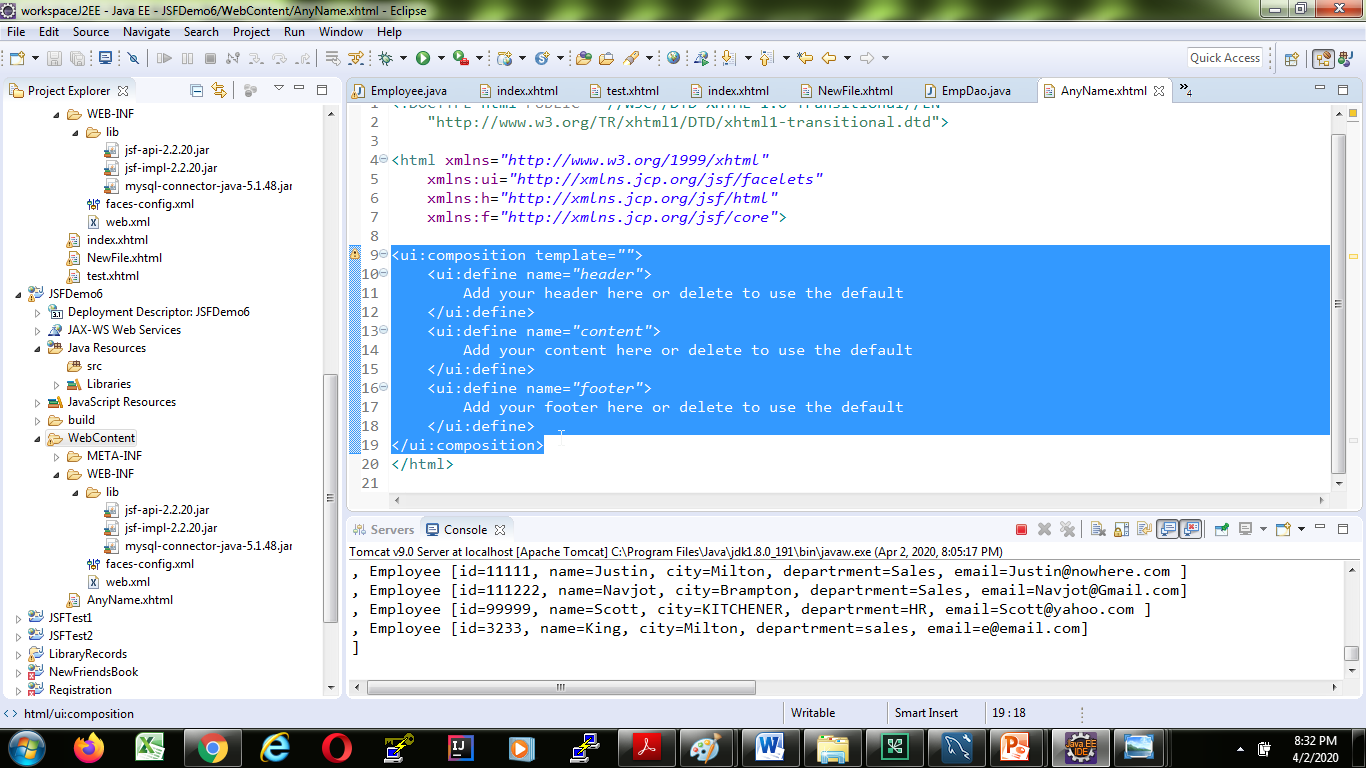 workspaceJ2EE - Java EE - JSFDemo6/WebContent/AnyName.xhtml - Eclipse
File Edit Source Navigate Search Project Run Window Help
Quick Access
Project Explorer
WEB-INF
lib
jsf-api-2.2.20.jar
jsf-impl-2.2.20.jar
mysql-connector-java-5.1.48.jar
faces-config.xml
web.xml
index.xhtml
NewFile.xhtml
test.xhtml
JSFDemo6
Deployment Descriptor: JSFDemo6
JAX-WS Web Services
Java Resources
src
Libraries
JavaScript Resources
build
WebContent
META-INF
WEB-INF
lib
jsf-api-2.2.20.jar
jsf-impl-2.2.20.jar
mysql-connector-java-5.1.48.jar
faces-config.xml
web.xml
AnyName.xhtml
JSFTest1
JSFTest2
LibraryRecords
NewFriendsBook
Registration
Employee.java index.xhtml test.xhtml index.xhtml NewFile.xhtml EmpDao.java AnyName.xhtml »4
1 <!DOCTYPE html PUBLIC "-//W3C//DTD XHTML 1.0 Transitional//EN"
2 "http://www.w3.org/TR/xhtml1/DTD/xhtml1-transitional.dtd">
3
4 <html xmlns="http://www.w3.org/1999/xhtml"
5 xmlns:ui="http://xmlns.jcp.org/jsf/facelets"
6 xmlns:h="http://xmlns.jcp.org/jsf/html"
7 xmlns:f="http://xmlns.jcp.org/jsf/core">
8
9 <ui:composition template="">
10 <ui:define name="header">
11 Add your header here or delete to use the default
12 </ui:define>
13 <ui:define name="content">
14 Add your content here or delete to use the default
15 </ui:define>
16 <ui:define name="footer">
17 Add your footer here or delete to use the default
18 </ui:define>
19 </ui:composition>
20 </html>
21
Servers Console
Tomcat v9.0 Server at localhost [Apache Tomcat] C:\Program Files\Java\jdk1.8.0_191\bin\javaw.exe (Apr 2, 2020, 8:05:17 PM)
, Employee [id=11111, name=Justin, city=Milton, departrment=Sales, email=Justin@nowhere.com ]
, Employee [id=111222, name=Navjot, city=Brampton, departrment=Sales, email=Navjot@Gmail.com]
, Employee [id=99999, name=Scott, city=KITCHENER, departrment=HR, email=Scott@yahoo.com ]
, Employee [id=3233, name=King, city=Milton, departrment=sales, email=e@email.com]
]
html/ui:composition
Writable Smart Insert 19 : 18
8:32 PM
4/2/2020